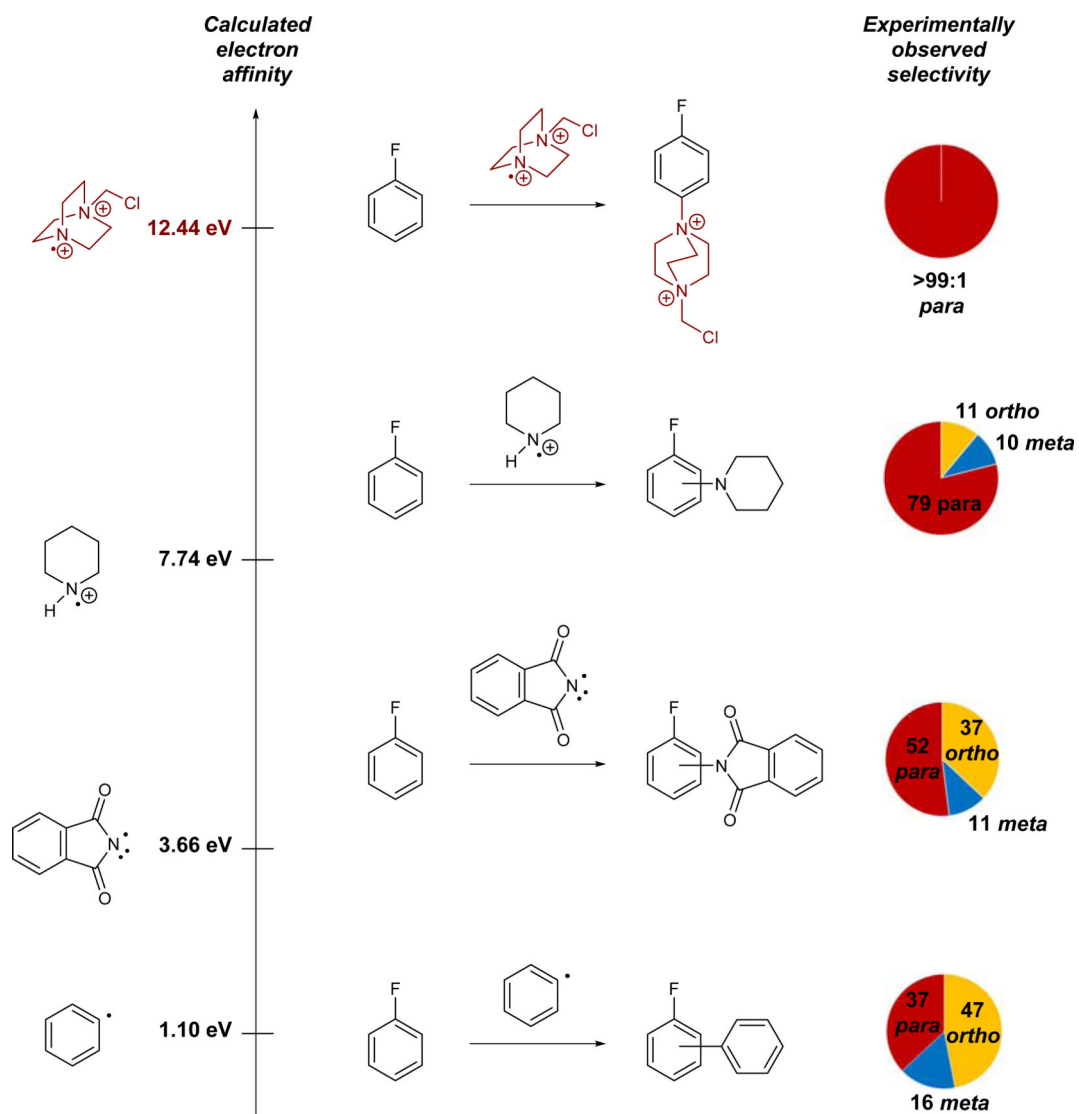 Calculated
electron
affinity
Experimentally
observed
selectivity
F
N
N
Cl
F
N
N
Cl
12.44 eV
F
N
N
Cl
>99:1
para
F
N
H
F
N
11 ortho
10 meta
79 para
N
H
7.74 eV
F
O
N
O
F
N
O
O
52
para
37
ortho
11 meta
O
N
O
3.66 eV
F
F
37
para
47
ortho
16 meta
1.10 eV